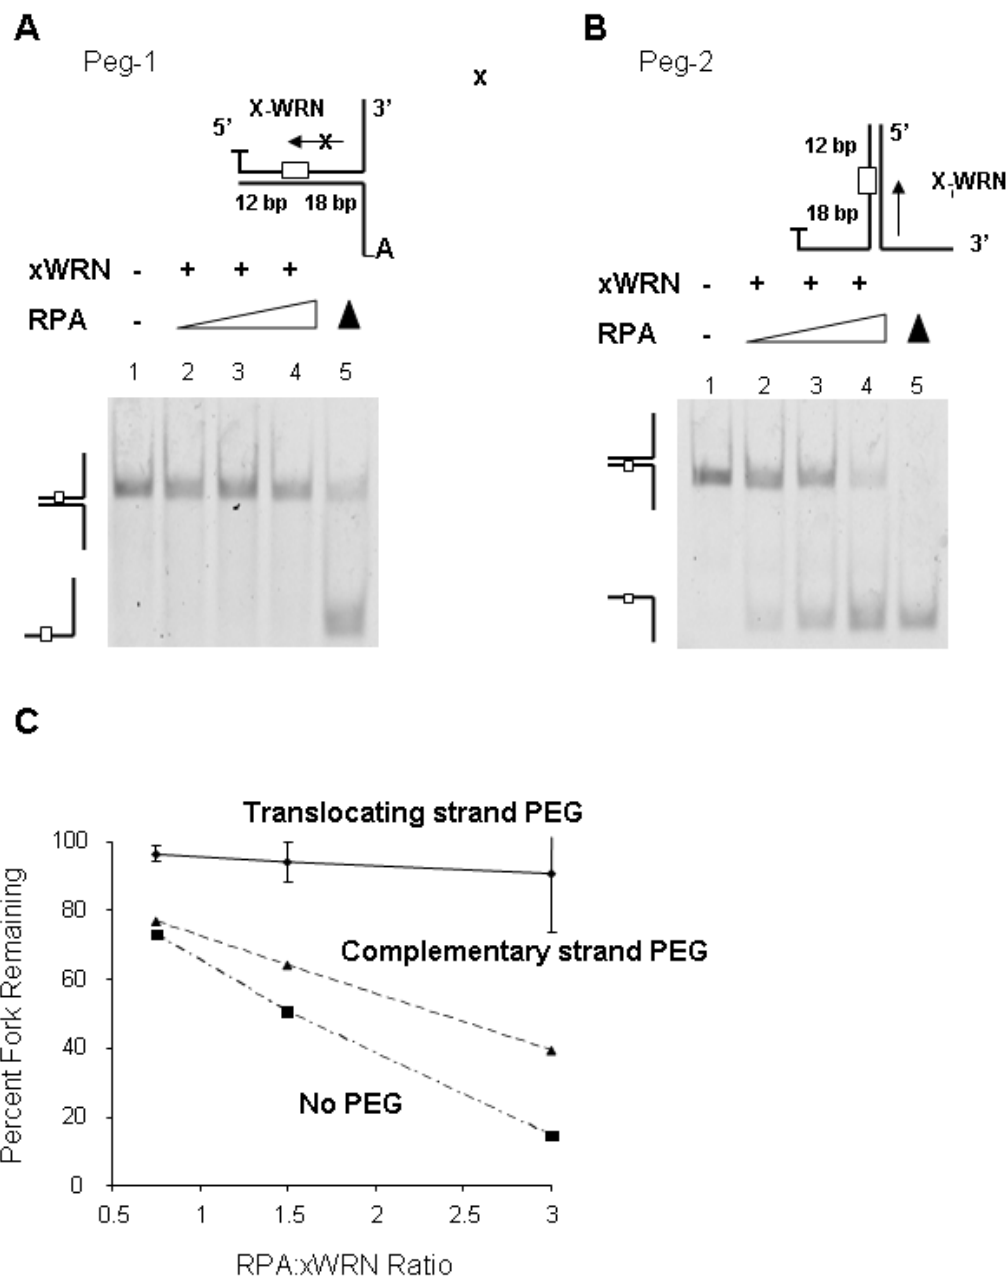 A
Peg-1
x
X-WRN
3’
5’
x
12 bp 18 bp
A
xWRN - + + +
RPA -
1 2 3 4 5
B
Peg-2
5’
12 bp
X-WRN
18 bp
3’
xWRN - + + +
RPA -
1 2 3 4 5
C
Translocating strand PEG
Complementary strand PEG
No PEG
Percent Fork Remaining
100
80
60
40
20
0
0.5 1 1.5 2 2.5 3
RPA:xWRN Ratio